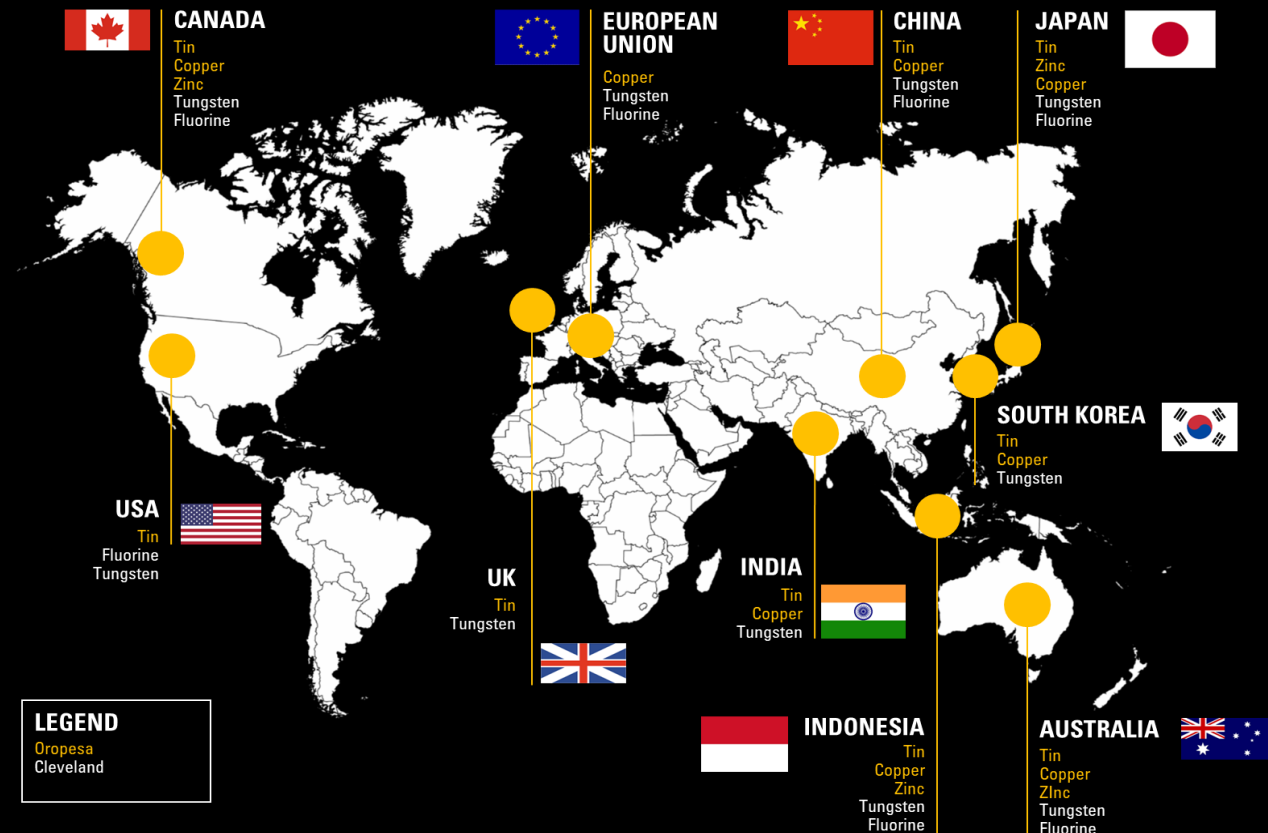 CANADA
Tin
Copper
Zinc
Tungsten
Fluorine
EUROPEAN
UNION
Copper
Tungsten
Fluorine
CHINA
Tin
Copper
Tungsten
Fluorine
JAPAN
Tin
Zinc
Copper
Tungsten
Fluorine
SOUTH KOREA
Tin
Copper
Tungsten
USA
Tin
Fluorine
Tungsten
UK
Tin
Tungsten
INDIA
Tin
Copper
Tungsten
LEGEND
Oropesa
Cleveland
INDONESIA
Tin
Copper
Zinc
Tungsten
Fluorine
AUSTRALIA
Tin
Copper
ZInc
Tungsten
Fluorine